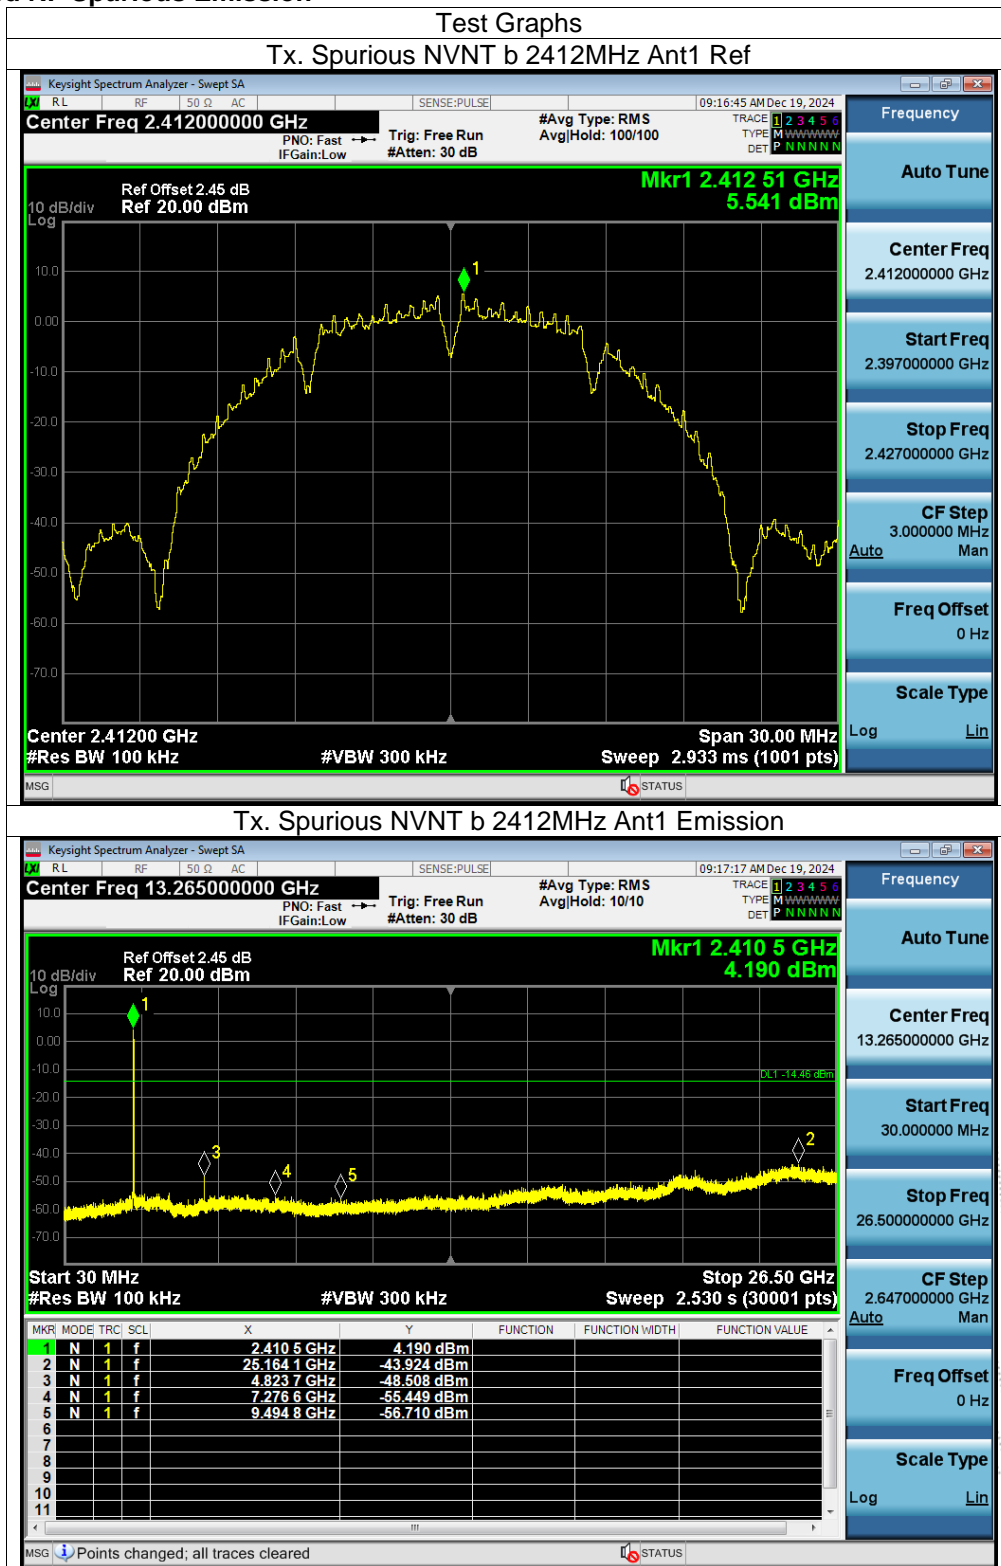 Test Graphs
Tx. Spurious NVNT b 2412MHz Ant1 Ref
Keysight Spectrum Analyzer - Swept SA
LXI RL RF 50 Ω AC SENSE:PULSE 09:16:45 AM Dec 19, 2024
Center Freq 2.412000000 GHz
PNO: Fast
IFGain:Low
Trig: Free Run
#Atten: 30 dB
#Avg Type: RMS
Avg|Hold: 100/100
TRACE 1 2 3 4 5 6
TYPE M WWWWW
DET P N N N N N
Ref Offset 2.45 dB
Ref 20.00 dBm
10 dB/div
Log
Mkr1 2.412 51 GHz
5.541 dBm
1
10.0
0.00
-10.0
-20.0
-30.0
-40.0
-50.0
-60.0
-70.0
Center 2.41200 GHz
Span 30.00 MHz
#Res BW 100 kHz
#VBW 300 kHz
Sweep 2.933 ms (1001 pts)
MSG
STATUS
Frequency
Auto Tune
Center Freq
2.412000000 GHz
Start Freq
2.397000000 GHz
Stop Freq
2.427000000 GHz
CF Step
3.000000 MHz
Auto Man
Freq Offset
0 Hz
Scale Type
Log Lin
Tx. Spurious NVNT b 2412MHz Ant1 Emission
Keysight Spectrum Analyzer - Swept SA
LXI RL RF 50 Ω AC SENSE:PULSE 09:17:17 AM Dec 19, 2024
Center Freq 13.265000000 GHz
PNO: Fast
IFGain:Low
Trig: Free Run
#Atten: 30 dB
#Avg Type: RMS
Avg|Hold: 10/10
TRACE 1 2 3 4 5 6
TYPE M WWWWW
DET P N N N N N
Ref Offset 2.45 dB
Ref 20.00 dBm
10 dB/div
Log
Mkr1 2.410 5 GHz
4.190 dBm
10.0
0.00
-10.0
-20.0
-30.0
-40.0
-50.0
-60.0
-70.0
1
DL1 -14.46 dBm
2
3
4
5
Start 30 MHz
Stop 26.50 GHz
#Res BW 100 kHz
#VBW 300 kHz
Sweep 2.530 s (30001 pts)
MKR MODE TRC SCL X Y FUNCTION FUNCTION WIDTH FUNCTION VALUE
1 N 1 f 2.410 5 GHz 4.190 dBm
2 N 1 f 25.164 1 GHz -43.924 dBm
3 N 1 f 4.823 7 GHz -48.508 dBm
4 N 1 f 7.276 6 GHz -55.449 dBm
5 N 1 f 9.494 8 GHz -56.710 dBm
6
7
8
9
10
11
MSG Points changed; all traces cleared
STATUS
Frequency
Auto Tune
Center Freq
13.265000000 GHz
Start Freq
30.000000 MHz
Stop Freq
26.500000000 GHz
CF Step
2.647000000 GHz
Auto Man
Freq Offset
0 Hz
Scale Type
Log Lin